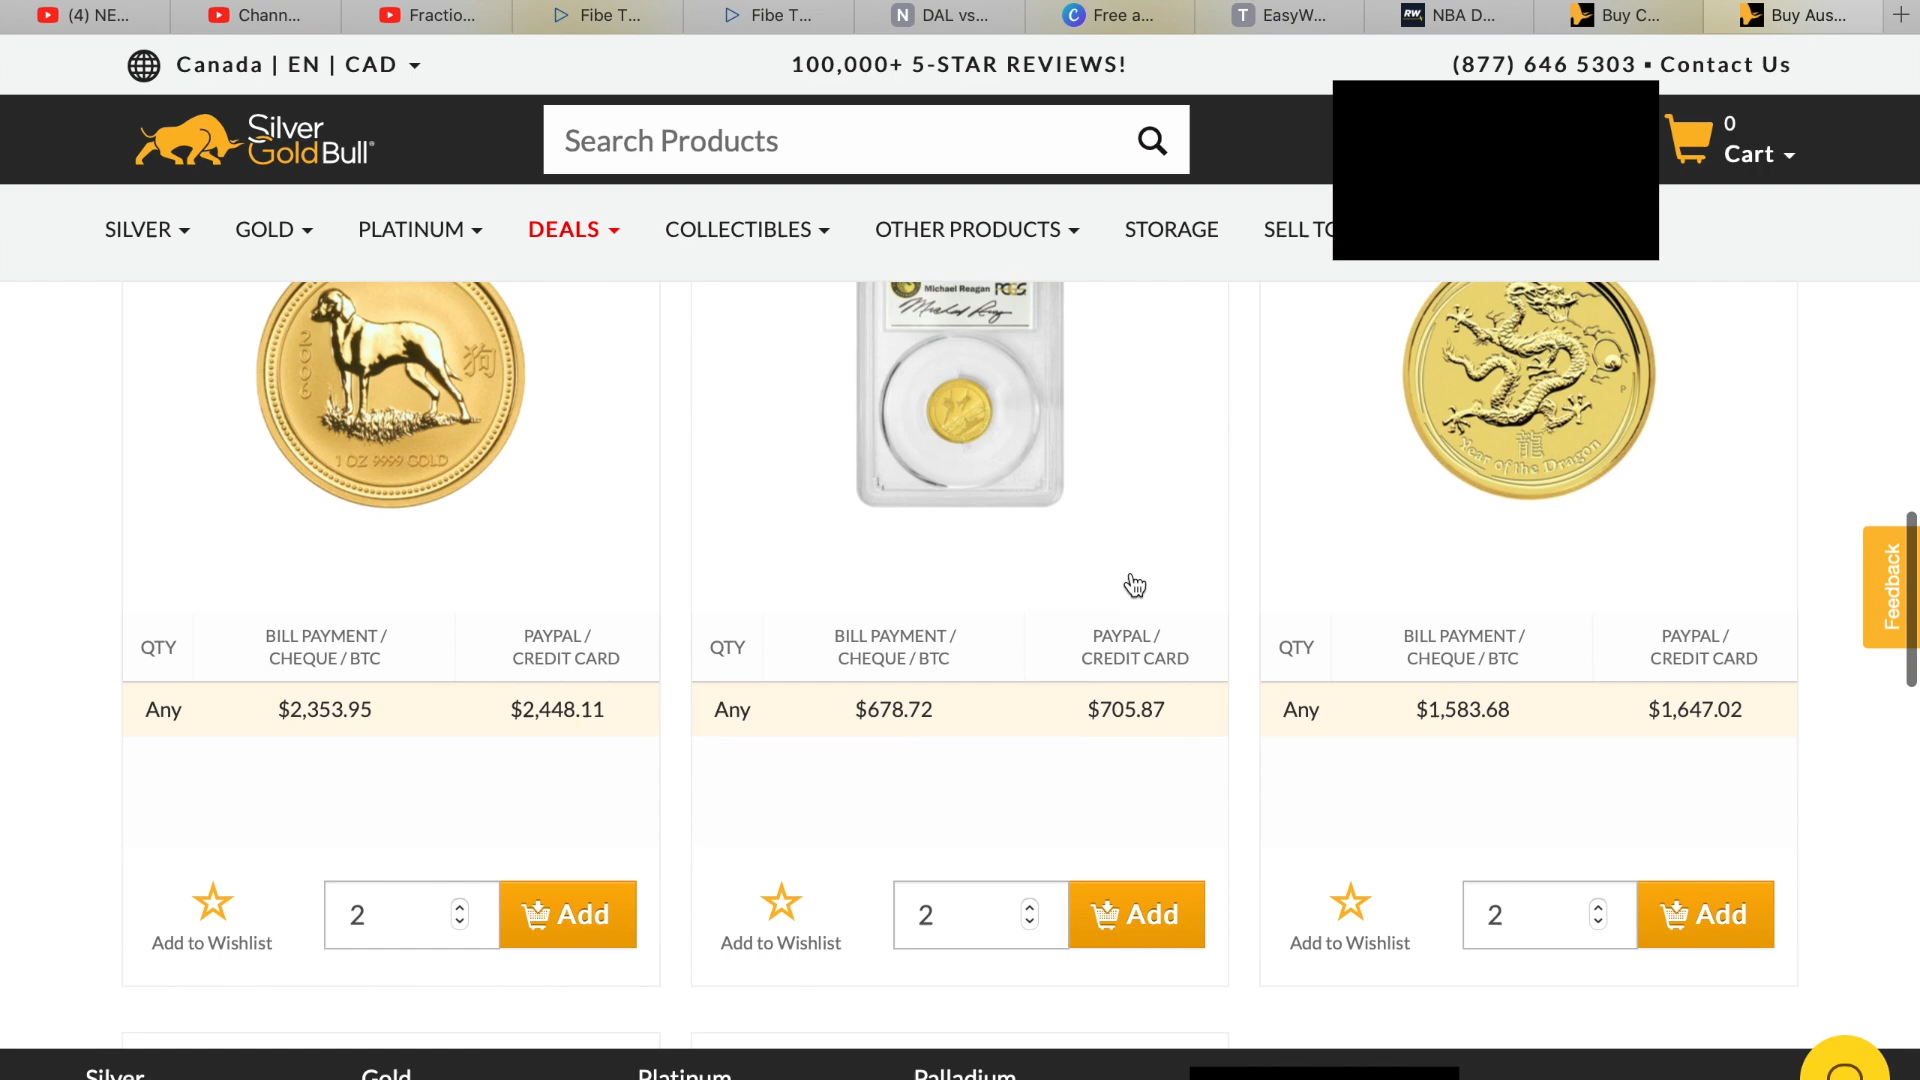 (4) NE...
Chann...
Fractio...
Fibe T...
Fibe T...
N DAL vs...
C Free a...
T EasyW...
RW NBA D...
Buy C...
Buy Aus...
Canada | EN | CAD
100,000+ 5-STAR REVIEWS!
(877) 646 5303 ▪ Contact Us
Silver
Gold Bull
Search Products
0
Cart
SILVER
GOLD
PLATINUM
DEALS
COLLECTIBLES
OTHER PRODUCTS
STORAGE
SELL TO
2006
狗
1 OZ 9999 GOLD
Michael Reagan PCGS
P
龍
Year of the Dragon
Feedback
QTY
BILL PAYMENT /
CHEQUE / BTC
PAYPAL /
CREDIT CARD
Any
$2,353.95
$2,448.11
2
Add
Add to Wishlist
QTY
BILL PAYMENT /
CHEQUE / BTC
PAYPAL /
CREDIT CARD
Any
$678.72
$705.87
2
Add
Add to Wishlist
QTY
BILL PAYMENT /
CHEQUE / BTC
PAYPAL /
CREDIT CARD
Any
$1,583.68
$1,647.02
2
Add
Add to Wishlist
Silver
Gold
Platinum
Palladium